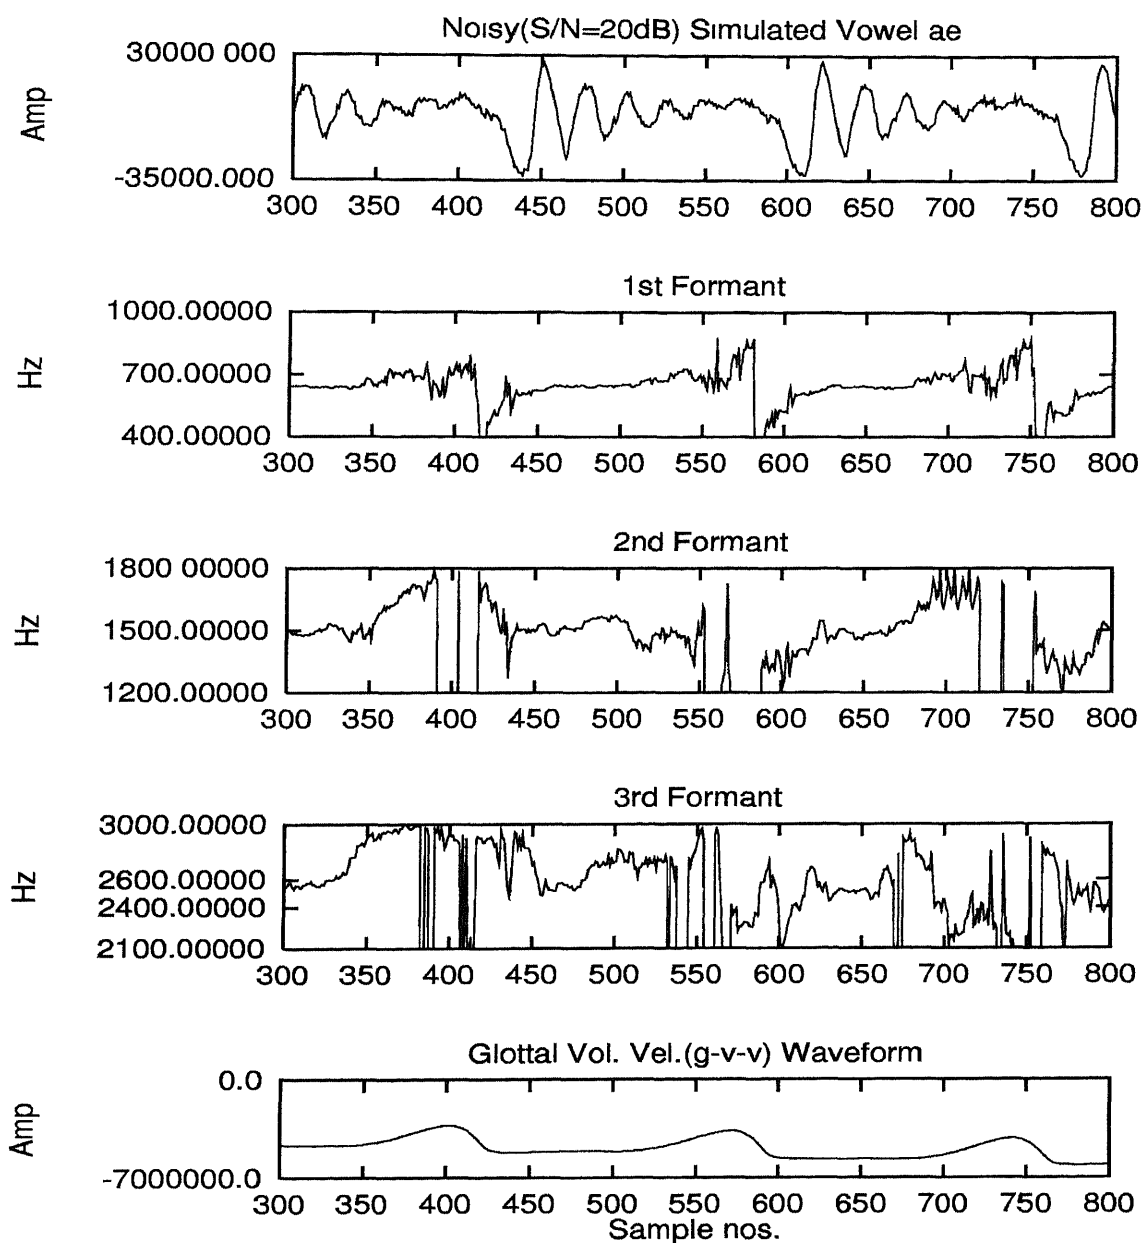 Noisy(S/N=20dB) Simulated Vowel ae
30000 000
Amp
-35000.000
300 350 400 450 500 550 600 650 700 750 800
1st Formant
1000.00000
Hz
700.00000
400.00000
300 350 400 450 500 550 600 650 700 750 800
2nd Formant
1800 00000
Hz
1500.00000
1200.00000
300 350 400 450 500 550 600 650 700 750 800
3rd Formant
3000.00000
Hz
2600.00000
2400.00000
2100.00000
300 350 400 450 500 550 600 650 700 750 800
Glottal Vol. Vel.(g-v-v) Waveform
0.0
Amp
-7000000.0
300 350 400 450 500 550 600 650 700 750 800
Sample nos.